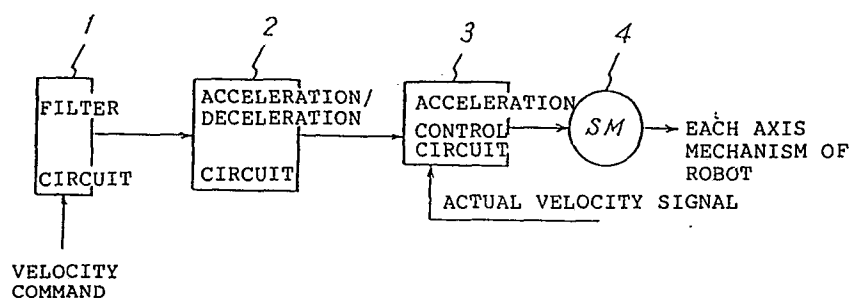 1
2
3
4
FILTER
CIRCUIT
ACCELERATION/
DECELERATION
CIRCUIT
ACCELERATION
CONTROL
CIRCUIT
SM
EACH AXIS
MECHANISM OF
ROBOT
ACTUAL VELOCITY SIGNAL
VELOCITY
COMMAND